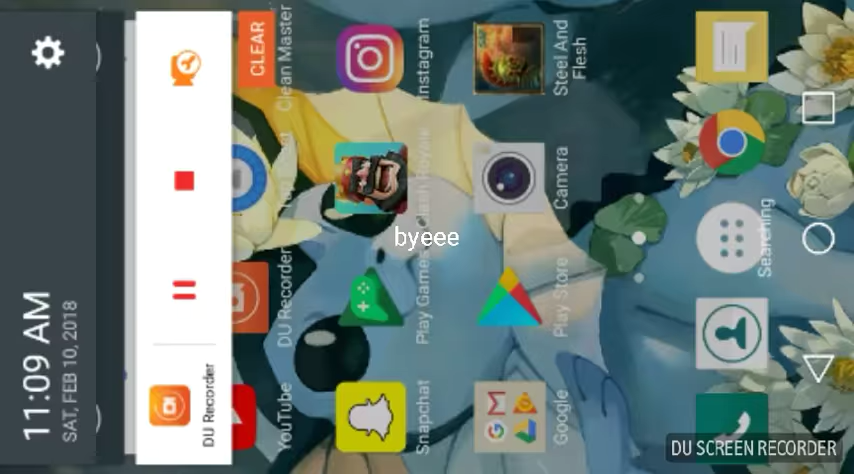 11:09 AM
SAT, FEB 10, 2018
DU Recorder
CLEAR
Clean Master
Instagram
Steel And
Flesh
Camera
DU Recorder
Play Games
Play Store
Searching
YouTube
Snapchat
Google
byeee
DU SCREEN RECORDER